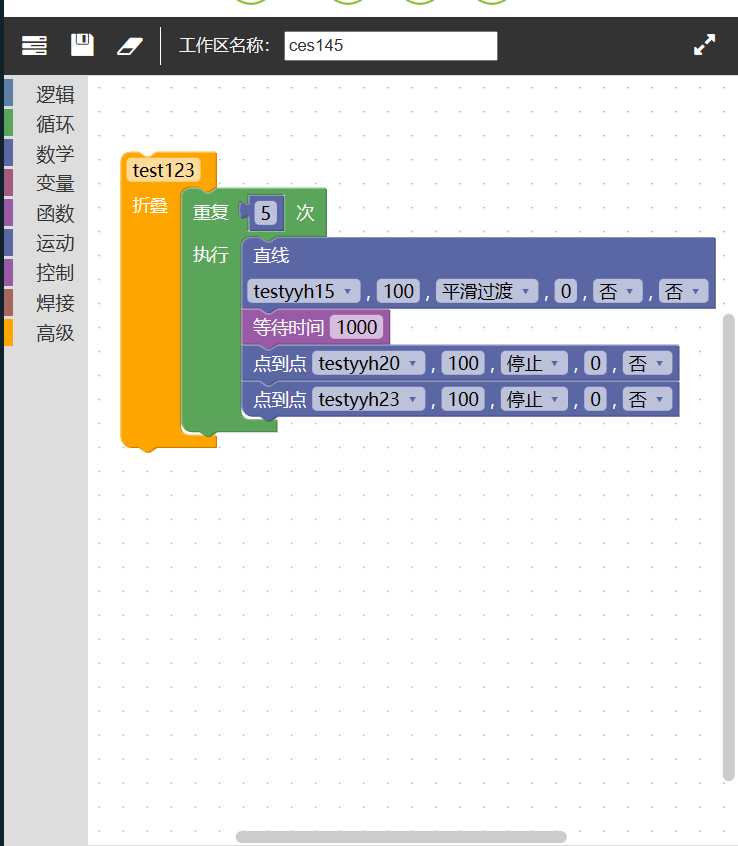 工作区名称: ces145
逻辑
循环
数学
变量
函数
运动
控制
焊接
高级
test123
折叠
重复 5 次
执行
直线
testyyh15 , 100 , 平滑过渡 , 0 , 否 , 否
等待时间 1000
点到点 testyyh20 , 100 , 停止 , 0 , 否
点到点 testyyh23 , 100 , 停止 , 0 , 否